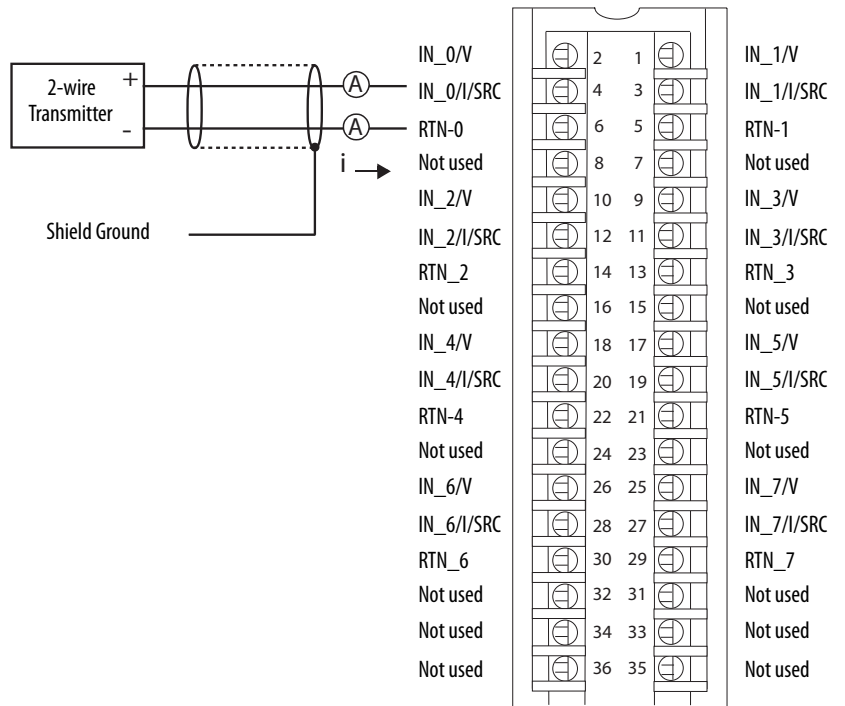 IN_0/V 2 1 IN_1/V
2-wire Transmitter + A IN_0/I/SRC 4 3 IN_1/I/SRC
- A RTN-0 6 5 RTN-1
i Not used 8 7 Not used
IN_2/V 10 9 IN_3/V
Shield Ground IN_2/I/SRC 12 11 IN_3/I/SRC
RTN_2 14 13 RTN_3
Not used 16 15 Not used
IN_4/V 18 17 IN_5/V
IN_4/I/SRC 20 19 IN_5/I/SRC
RTN-4 22 21 RTN-5
Not used 24 23 Not used
IN_6/V 26 25 IN_7/V
IN_6/I/SRC 28 27 IN_7/I/SRC
RTN_6 30 29 RTN_7
Not used 32 31 Not used
Not used 34 33 Not used
Not used 36 35 Not used